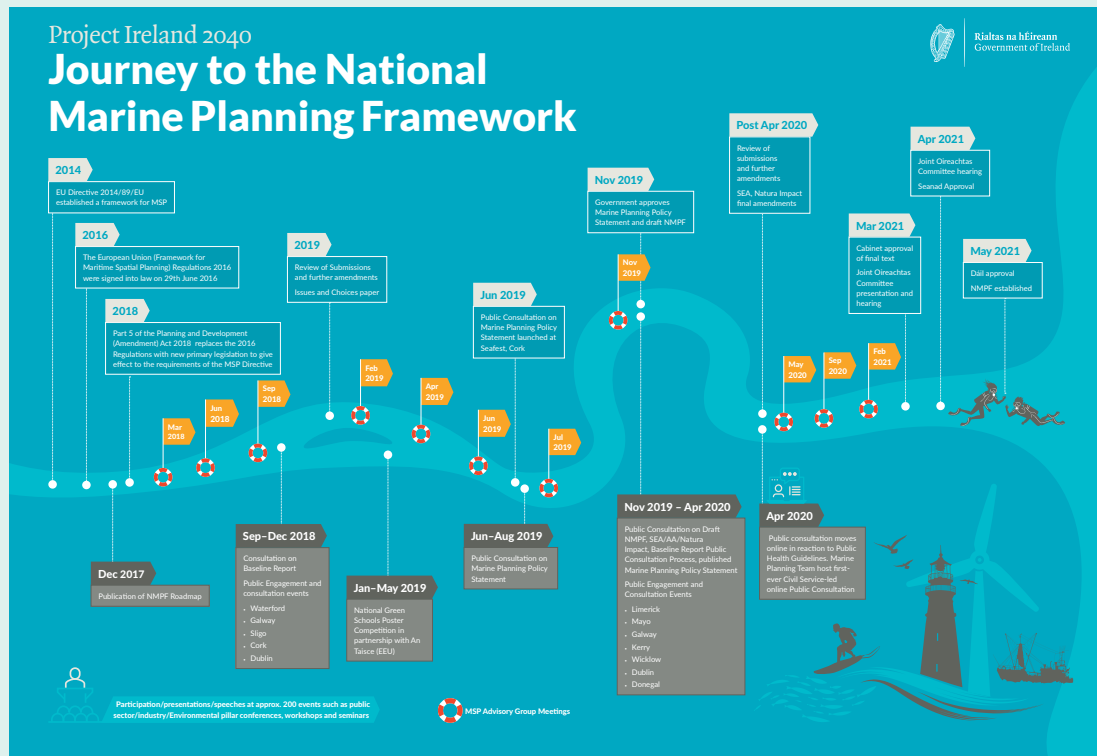 Project Ireland 2040
Journey to the National
Marine Planning Framework
Rialtas na hÉireann
Government of Ireland
2014
EU Directive 2014/89/EU
established a framework for MSP
2016
The European Union (Framework for
Maritime Spatial Planning) Regulations 2016
were signed into law on 29th June 2016
2018
Part 5 of the Planning and Development
(Amendment) Act 2018 replaces the 2016
Regulations with new primary legislation to give
effect to the requirements of the MSP Directive
2019
Review of Submissions
and further amendments
Issues and Choices paper
Jun 2019
Public Consultation on
Marine Planning Policy
Statement launched at
Seafest, Cork
Nov 2019
Government approves
Marine Planning Policy
Statement and draft NMPF
Post Apr 2020
Review of
submissions
and further
amendments
SEA, Natura Impact
final amendments
Mar 2021
Cabinet approval
of final text
Joint Oireachtas
Committee
presentation and
hearing
Apr 2021
Joint Oireachtas
Committee hearing
Seanad Approval
May 2021
Dáil approval
NMPF established
Mar
2018
Jun
2018
Sep
2018
Feb
2019
Apr
2019
Jun
2019
Jul
2019
Nov
2019
May
2020
Sep
2020
Feb
2021
Dec 2017
Publication of NMPF Roadmap
Sep–Dec 2018
Consultation on
Baseline Report
Public Engagement and
consultation events
• Waterford
• Galway
• Sligo
• Cork
• Dublin
Jan–May 2019
National Green
Schools Poster
Competition in
partnership with An
Taisce (EEU)
Jun–Aug 2019
Public Consultation on
Marine Planning Policy
Statement
Nov 2019 – Apr 2020
Public Consultation on Draft
NMPF, SEA/AA/Natura
Impact, Baseline Report Public
Consultation Process, published
Marine Planning Policy Statement
Public Engagement and
Consultation Events
• Limerick
• Mayo
• Galway
• Kerry
• Wicklow
• Dublin
• Donegal
Apr 2020
Public consultation moves
online in reaction to Public
Health Guidelines. Marine
Planning Team host first-
ever Civil Service-led
online Public Consultation
Participation/presentations/speeches at approx. 200 events such as public
sector/industry/Environmental pillar conferences, workshops and seminars
MSP Advisory Group Meetings